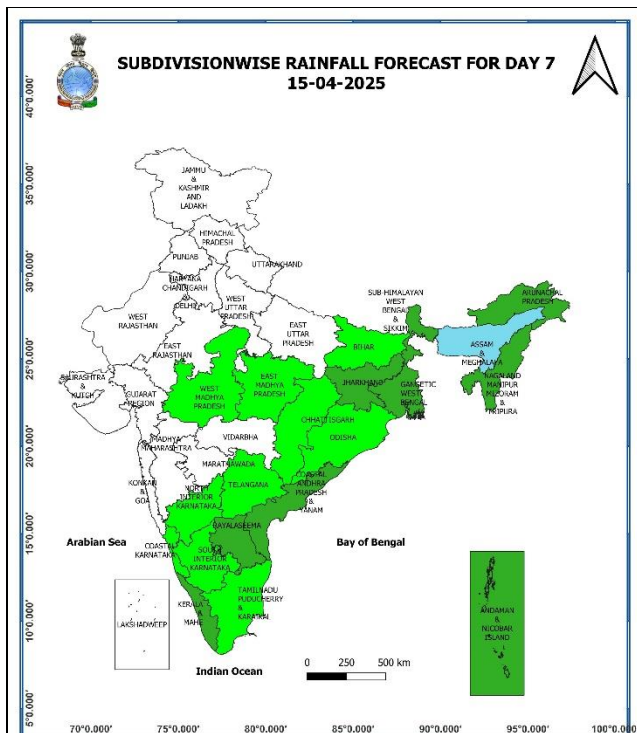 SUBDIVISIONWISE RAINFALL FORECAST FOR DAY 7
15-04-2025
40°0.000'
35°0.000'
30°0.000'
25°0.000'
20°0.000'
15°0.000'
10°0.000'
5°0.000'
JAMMU
&
KASHMIR
AND
LADAKH
HIMACHAL
PRADESH
PUNJAB
UTTARAKHAND
CHANDIGARH
&
DELHI
WEST
UTTAR
PRADESH
WEST
RAJASTHAN
EAST
RAJASTHAN
EAST
UTTAR
PRADESH
SUB-HIMALAYAN
WEST
BENGAL
&
SIKKIM
ARUNACHAL
PRADESH
ASSAM
&
MEGHALAYA
NAGALAND
MANIPUR
MIZORAM
&
TRIPURA
BIHAR
SAURASHTRA
&
KUTCH
GUJARAT
REGION
WEST
MADHYA
PRADESH
EAST
MADHYA
PRADESH
JHARKHAND
GANGETIC
WEST
BENGAL
CHHATTISGARH
ODISHA
MADHYA
MAHARASHTRA
VIDARBHA
MARATHAWADA
KONKAN
&
GOA
NORTH
INTERIOR
KARNATAKA
TELANGANA
COASTAL
ANDHRA
PRADESH
&
YANAM
RAYALASEEMA
Arabian Sea
Bay of Bengal
COASTAL
KARNATAKA
SOUTH
INTERIOR
KARNATAKA
TAMILNADU
PUDUCHERRY
&
KARAIKAL
KERALA
&
MAHE
LAKSHADWEEP
ANDAMAN
&
NICOBAR
ISLAND
Indian Ocean
0 250 500 km
70°0.000' 75°0.000' 80°0.000' 85°0.000' 90°0.000' 95°0.000' 100°0.000'